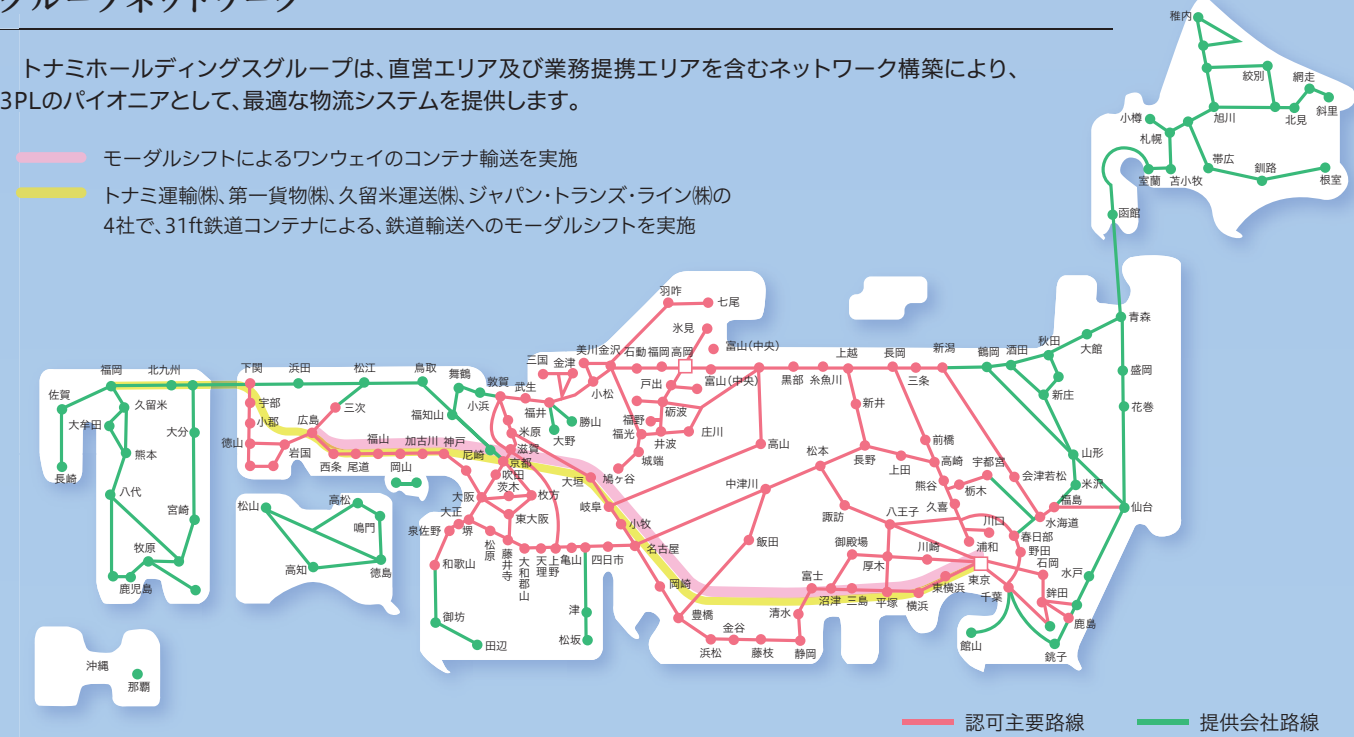 グループネットワーク
トナミホールディングスグループは、直営エリア及び業務提携エリアを含むネットワーク構築により、
3PLのパイオニアとして、最適な物流システムを提供します。
モーダルシフトによるワンウェイのコンテナ輸送を実施
トナミ運輸㈱、第一貨物㈱、久留米運送㈱、ジャパン・トランズ・ライン㈱の
4社で、31ft鉄道コンテナによる、鉄道輸送へのモーダルシフトを実施
稚内
紋別
網走
斜里
北見
旭川
小樽
札幌
帯広
釧路
根室
室蘭
苫小牧
函館
青森
大館
秋田
酒田
鶴岡
新庄
盛岡
花巻
山形
米沢
福島
仙台
会津若松
水海道
羽咋
七尾
氷見
富山(中央)
美川
金沢
石動
福岡
高岡
富山(中央)
黒部
糸魚川
上越
長岡
三条
新潟
三国
金津
小松
戸出
砺波
福野
福光
井波
庄川
城端
鳩ヶ谷
高山
新井
前橋
高崎
長野
上田
熊谷
宇都宮
栃木
久喜
川口
浦和
春日部
野田
石岡
水戸
鉾田
鹿島
銚子
館山
千葉
東京
川崎
東横浜
横浜
平塚
厚木
八王子
御殿場
富士
沼津
三島
清水
静岡
藤枝
金谷
浜松
豊橋
岡崎
名古屋
小牧
岐阜
大垣
中津川
飯田
松本
諏訪
福岡
北九州
佐賀
久留米
大牟田
熊本
長崎
大分
八代
宮崎
牧原
鹿児島
下関
宇部
小郡
徳山
岩国
広島
三次
浜田
松江
鳥取
舞鶴
小浜
福知山
敦賀
武生
福井
勝山
大野
米原
滋賀
京都
西条
尾道
福山
岡山
加古川
神戸
尼崎
吹田
茨木
枚方
大阪
東大阪
大正
堺
泉佐野
松原
藤井寺
大和郡山
天理
上野
亀山
四日市
和歌山
御坊
田辺
津
松坂
松山
高松
鳴門
高知
徳島
沖縄
那覇
認可主要路線
提供会社路線